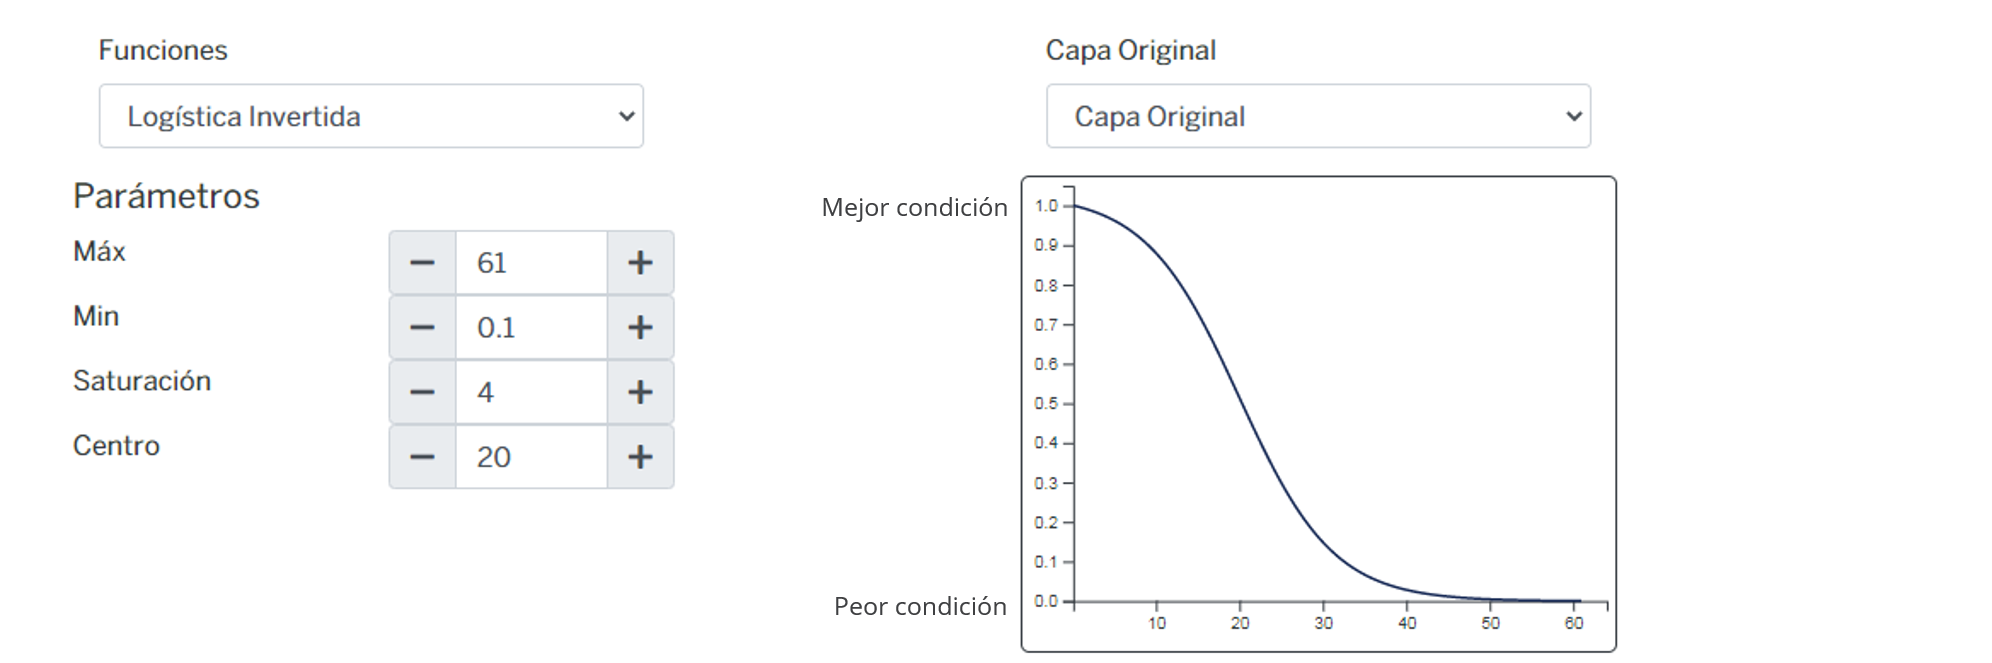 Funciones
Logística Invertida
Parámetros
Máx
− 61 +
Min
− 0.1 +
Saturación
− 4 +
Centro
− 20 +
Capa Original
Capa Original
Mejor condición
Peor condición
1.0
0.9
0.8
0.7
0.6
0.5
0.4
0.3
0.2
0.1
0.0
10 20 30 40 50 60